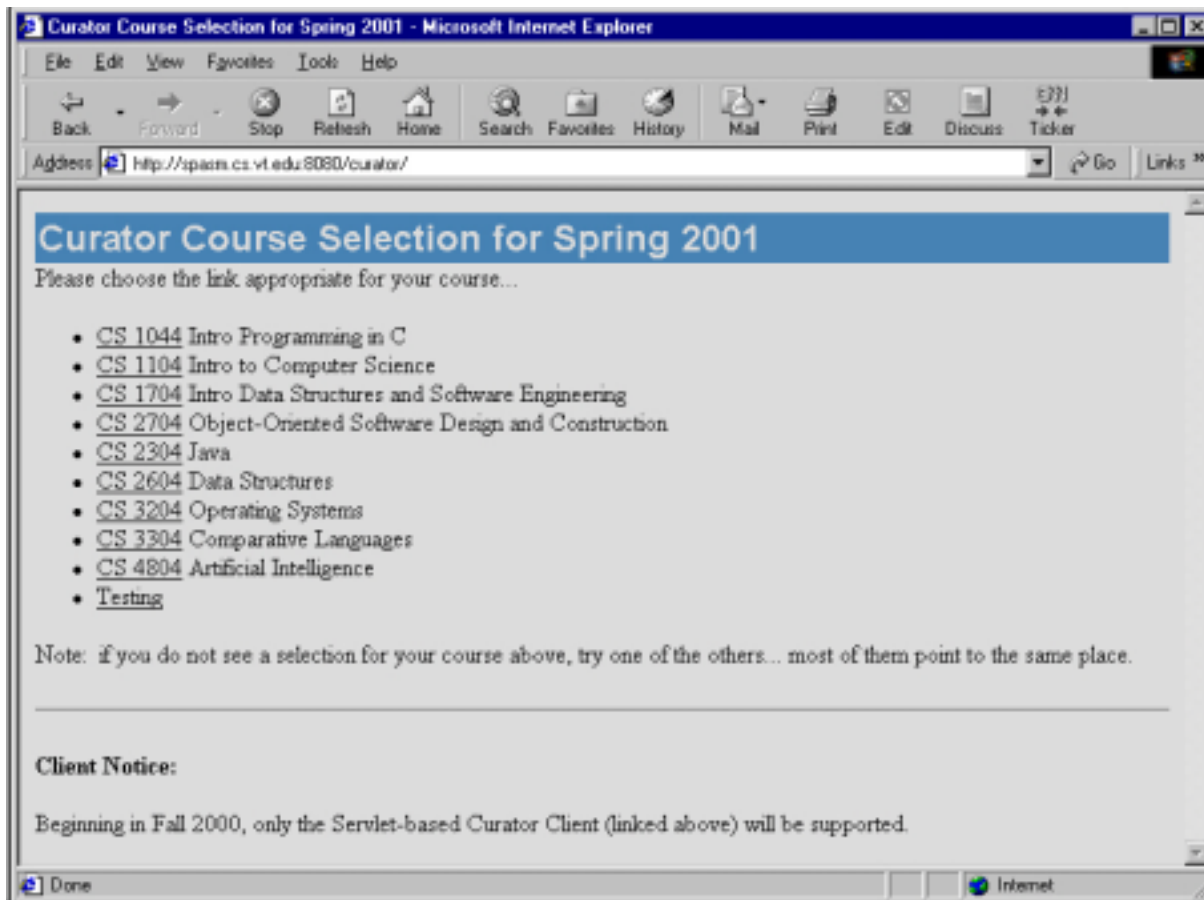 Curator Course Selection for Spring 2001 - Microsoft Internet Explorer
File Edit View Favorites Tools Help
Back Forward Stop Refresh Home Search Favorites History Mail Print Edit Discuss Ticker
Address http://spasm.cs.vt.edu:8080/curator/ Go Links »
Curator Course Selection for Spring 2001
Please choose the link appropriate for your course...
• CS 1044 Intro Programming in C
• CS 1104 Intro to Computer Science
• CS 1704 Intro Data Structures and Software Engineering
• CS 2704 Object-Oriented Software Design and Construction
• CS 2304 Java
• CS 2604 Data Structures
• CS 3204 Operating Systems
• CS 3304 Comparative Languages
• CS 4804 Artificial Intelligence
• Testing
Note: if you do not see a selection for your course above, try one of the others... most of them point to the same place.
Client Notice:
Beginning in Fall 2000, only the Servlet-based Curator Client (linked above) will be supported.
Done Internet